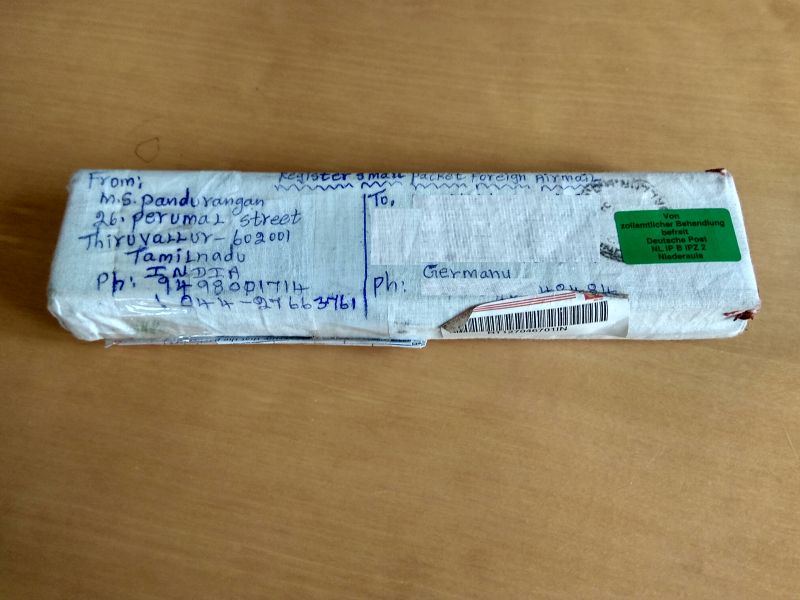 Register Small Packet Foreign Airmail
From:
M.S. Pandurangan
26, Perumal Street
Thiruvallur - 602001
Tamilnadu
INDIA
Ph: 9498001714
044-27663761
To,
Germany
Ph:
Von
zollamtlicher Behandlung
befreit
Deutsche Post
NL IP B IPZ 2
Niederaula